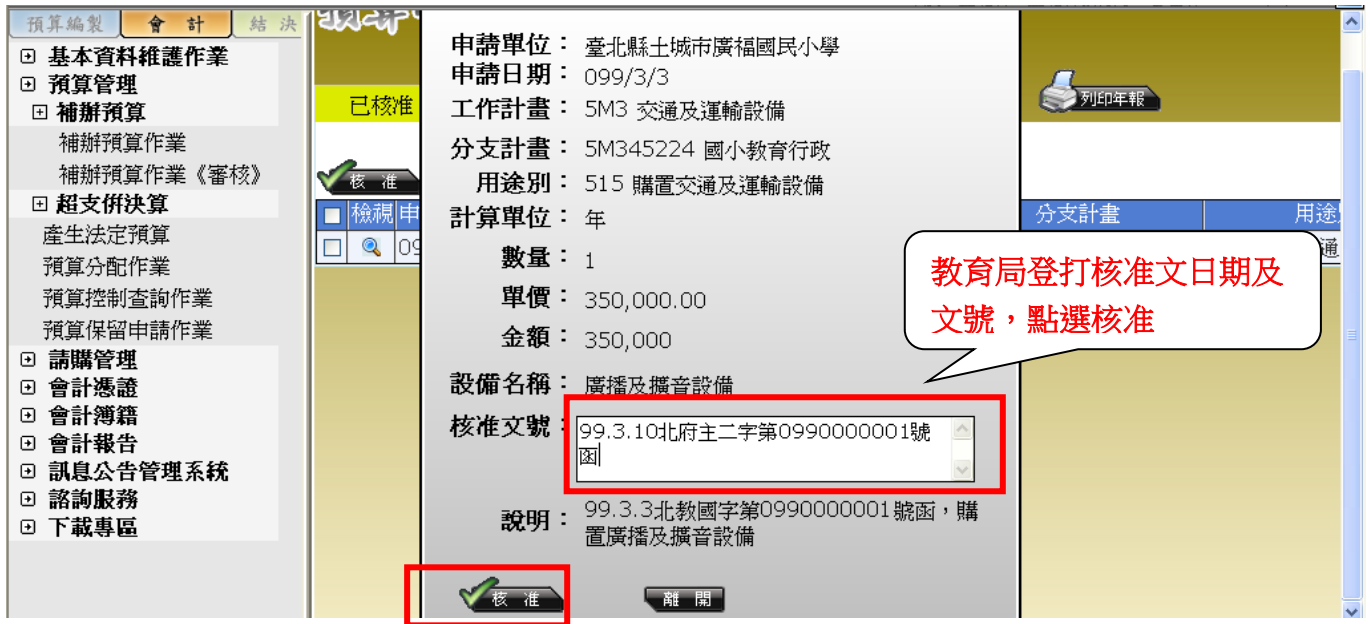 預算編製 會 計 結 決
基本資料維護作業
預算管理
補辦預算
補辦預算作業
補辦預算作業《審核》
超支併決算
產生法定預算
預算分配作業
預算控制查詢作業
預算保留申請作業
請購管理
會計憑證
會計簿籍
會計報告
訊息公告管理系統
諮詢服務
下載專區
已核准
核 准
檢視 申
09
申請單位： 臺北縣土城市廣福國民小學
申請日期： 099/3/3
工作計畫： 5M3 交通及運輸設備
分支計畫： 5M345224 國小教育行政
用途別： 515 購置交通及運輸設備
計算單位： 年
數量： 1
單價： 350,000.00
金額： 350,000
設備名稱： 廣播及擴音設備
核准文號： 99.3.10北府主二字第0990000001號
函
說明： 99.3.3北教國字第0990000001號函，購
置廣播及擴音設備
核 准 離 開
列印年報
分支計畫 用途
通
教育局登打核准文日期及
文號，點選核准